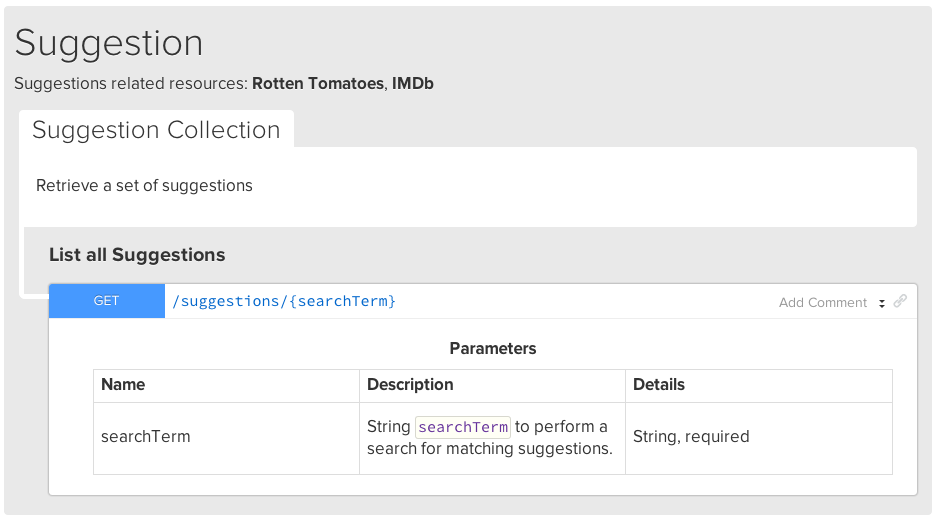 Suggestion
Suggestions related resources: Rotten Tomatoes, IMDb
Suggestion Collection
Retrieve a set of suggestions
List all Suggestions
GET /suggestions/{searchTerm} Add Comment
Parameters
Name Description Details
searchTerm String searchTerm to perform a search for matching suggestions. String, required